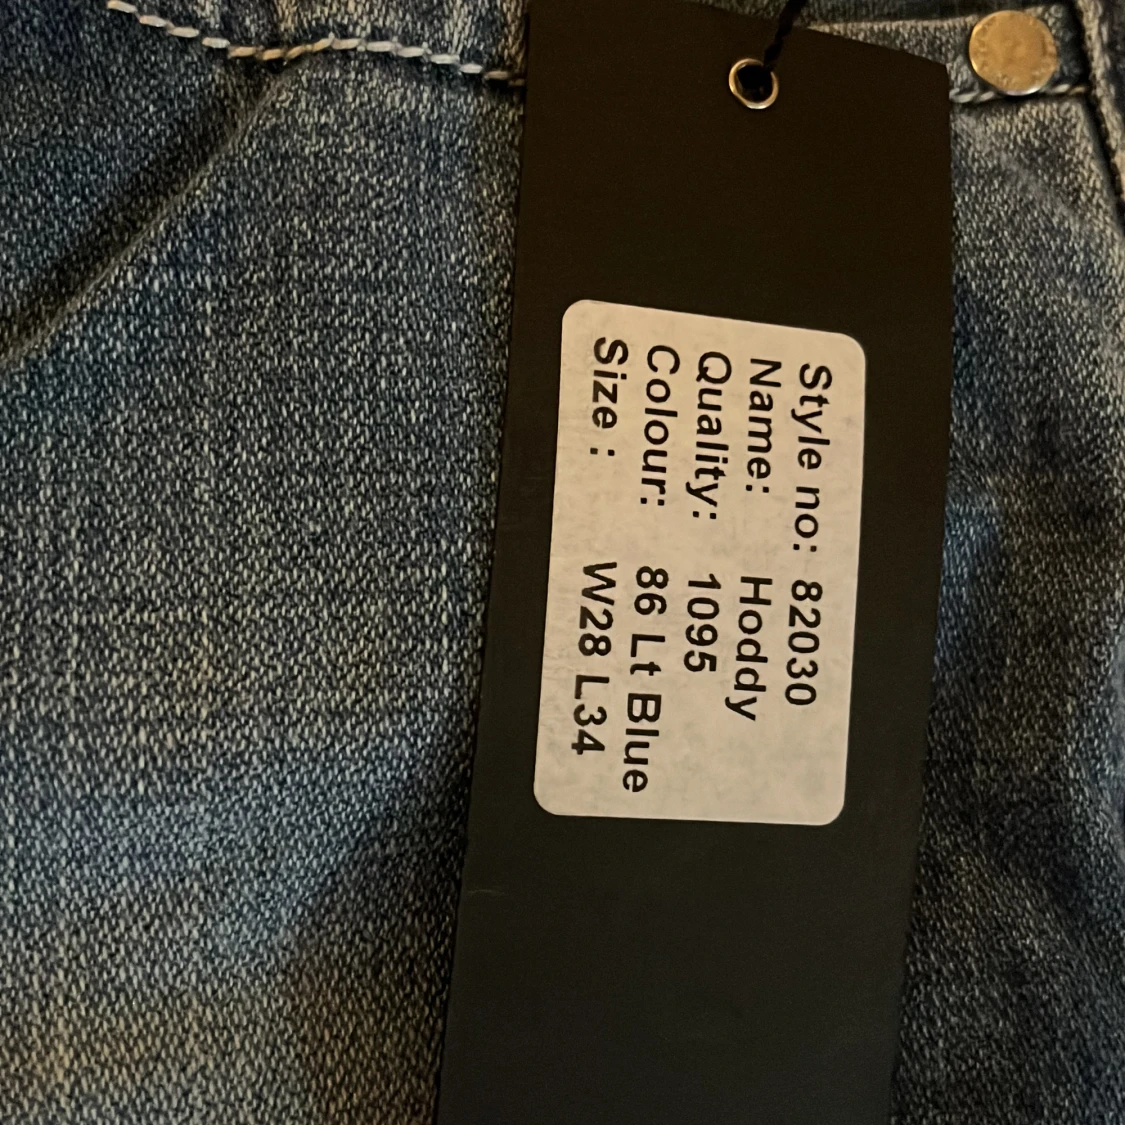 Style no: 82030
Name: Hoddy
Quality: 1095
Colour: 86 Lt Blue
Size : W28 L34